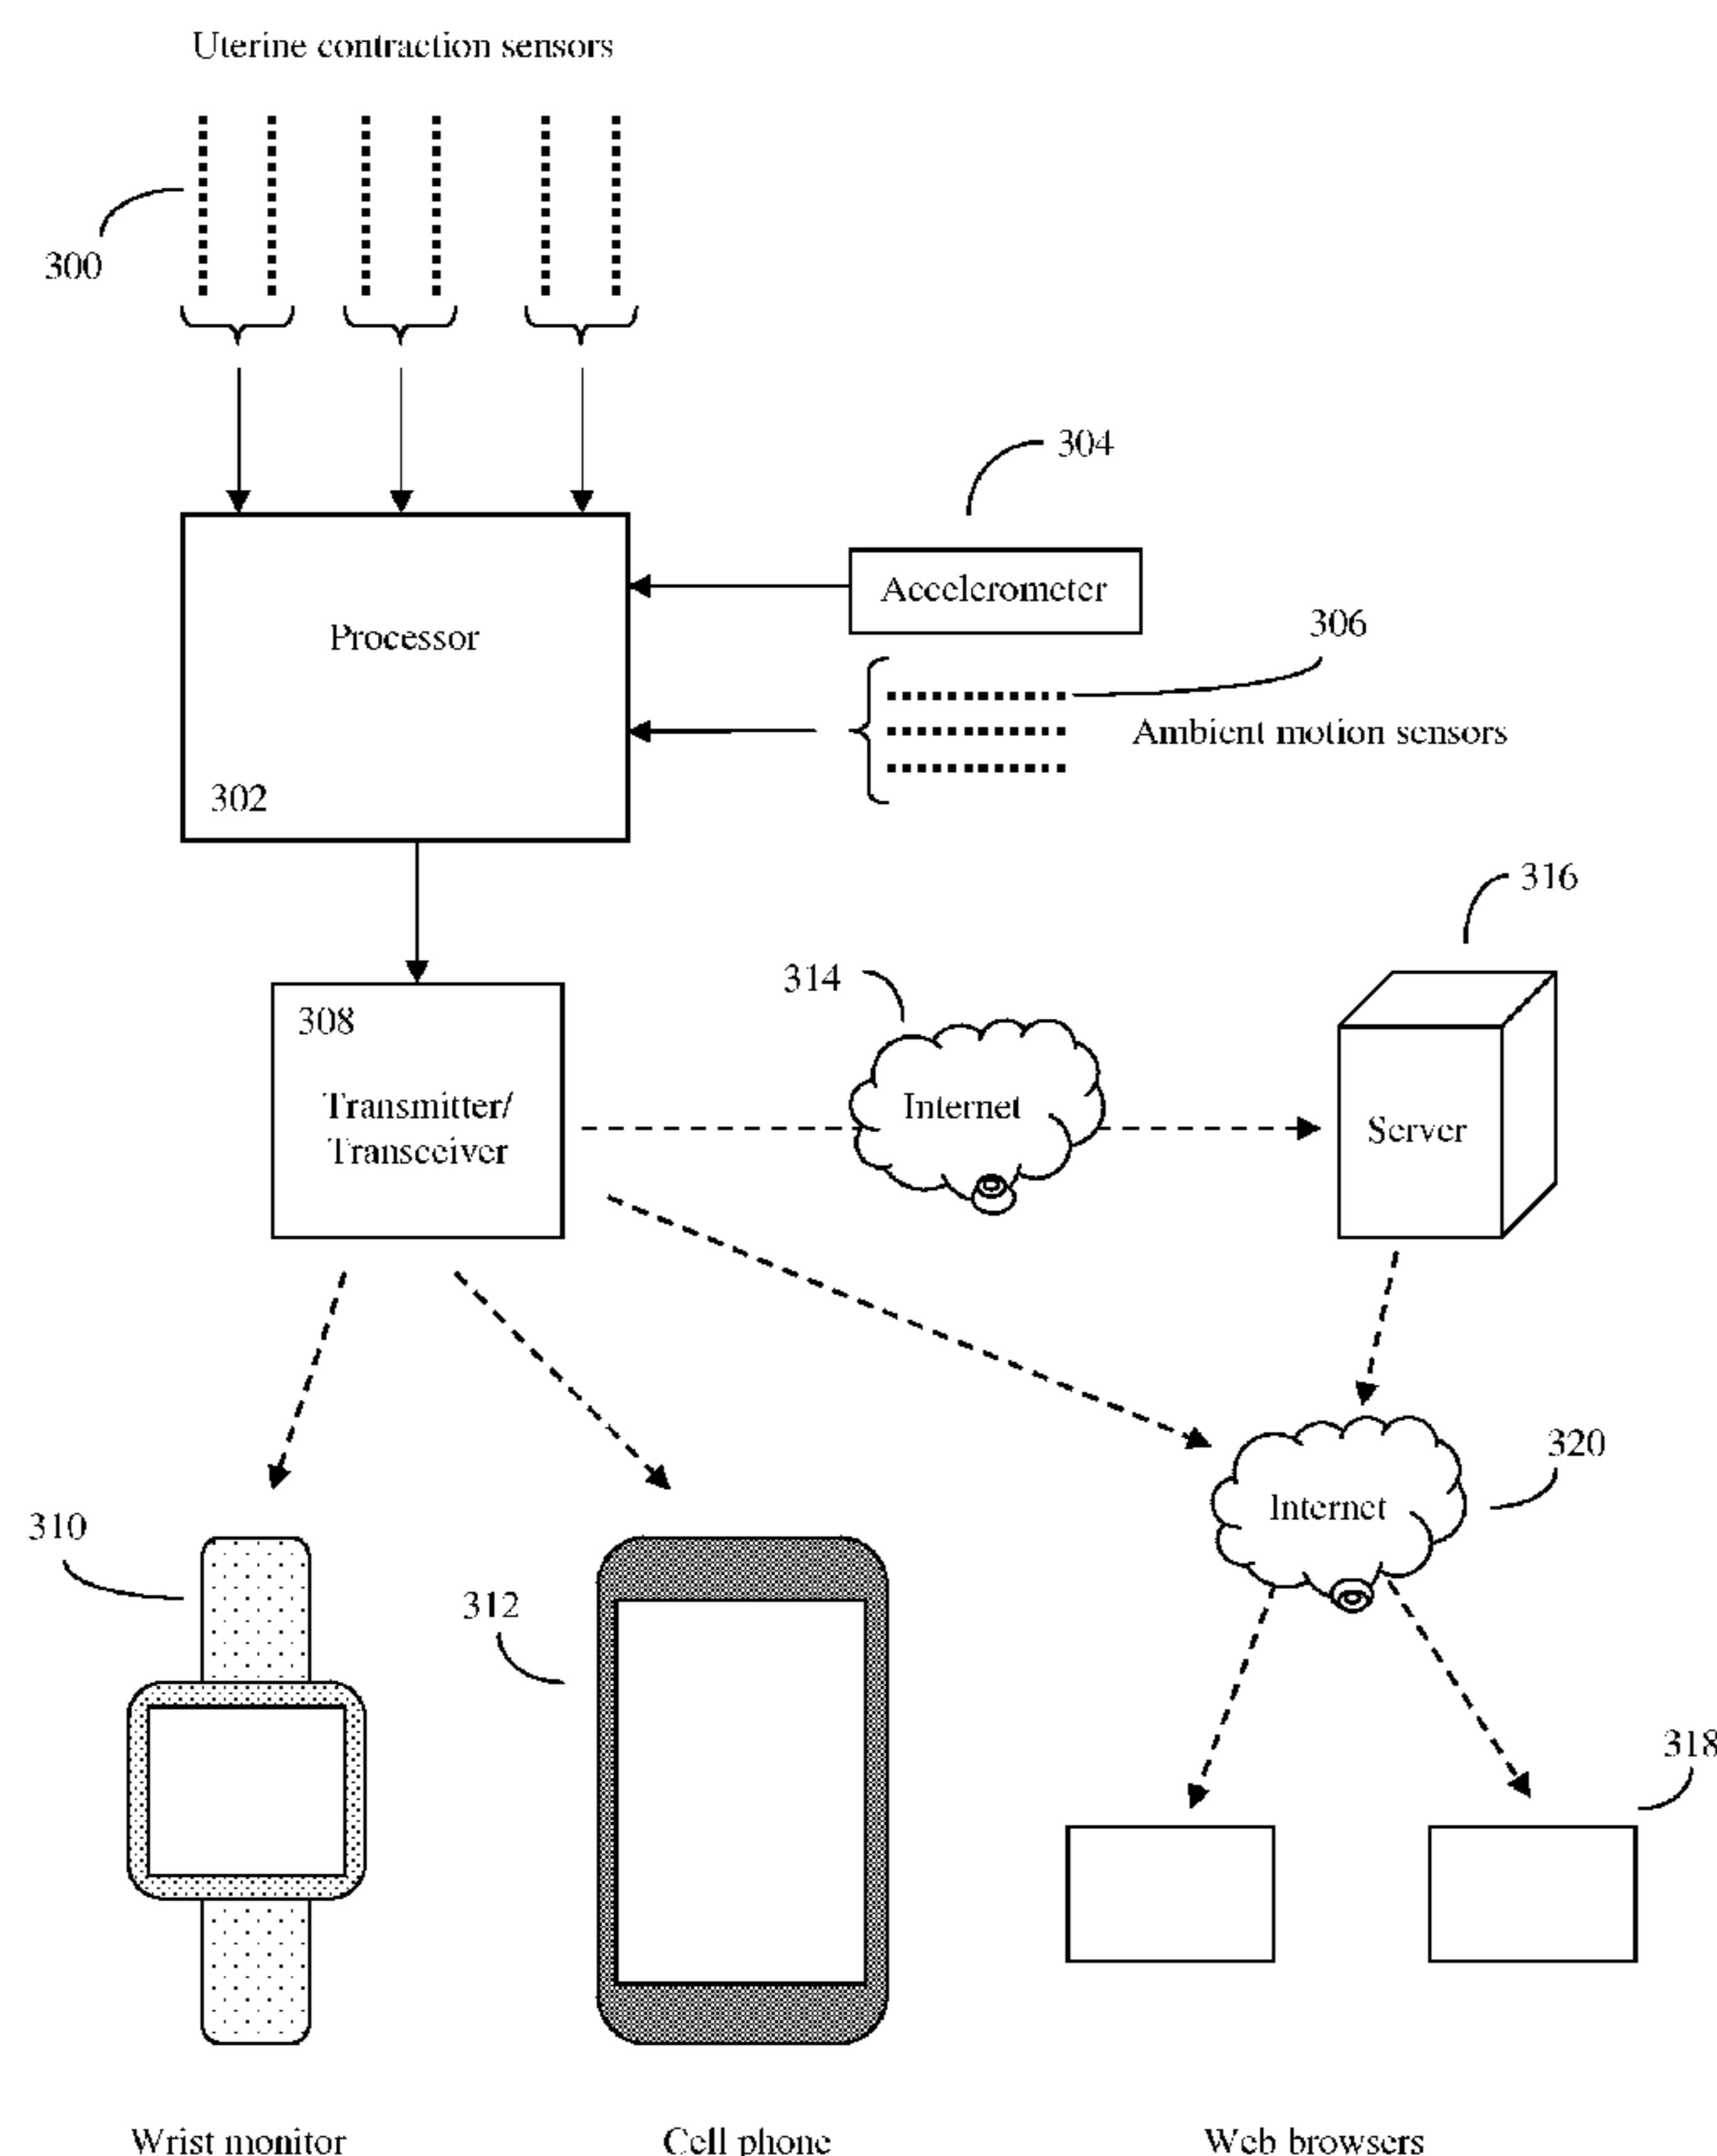 Uterine contraction sensors
300
304
Accelerometer
306
Processor
Ambient motion sensors
302
316
314
308
Internet
Transmitter/
Transceiver
Server
320
Internet
310
312
318
Wrist monitor
Cell phone
Web browsers